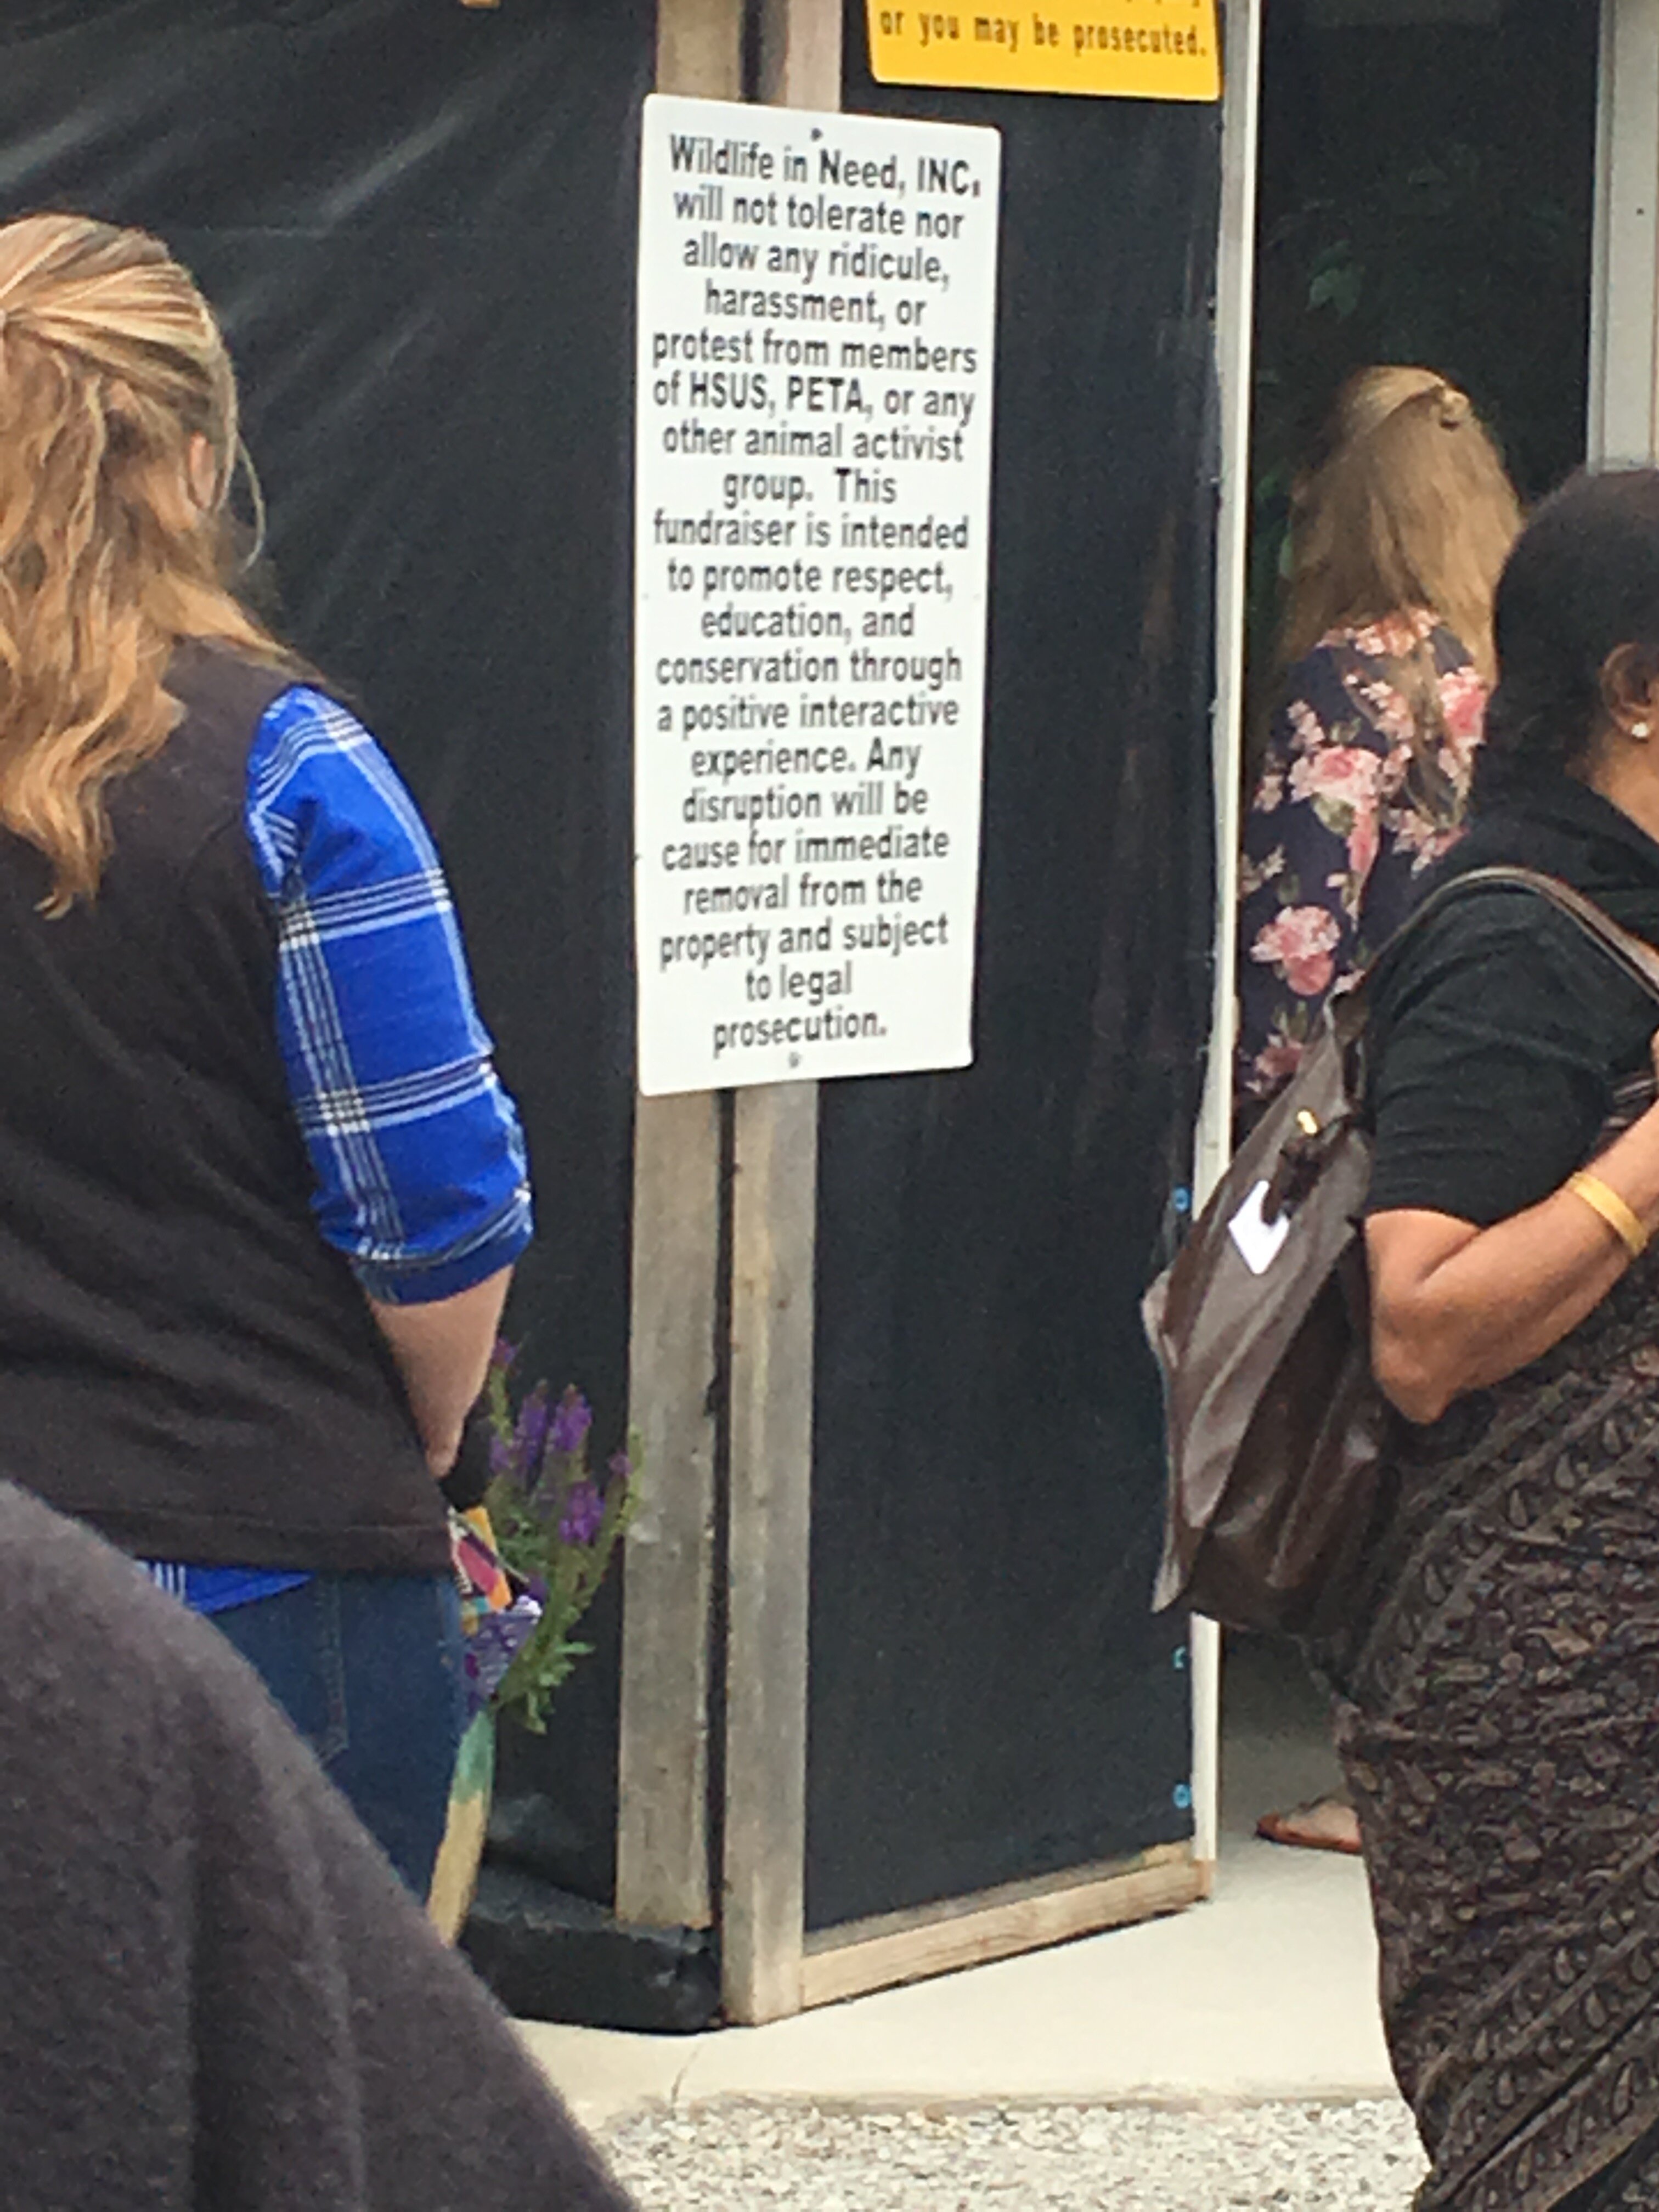 or you may be prosecuted.
Wildlife in Need, INC.
will not tolerate nor
allow any ridicule,
harassment, or
protest from members
of HSUS, PETA, or any
other animal activist
group. This
fundraiser is intended
to promote respect,
education, and
conservation through
a positive interactive
experience. Any
disruption will be
cause for immediate
removal from the
property and subject
to legal
prosecution.